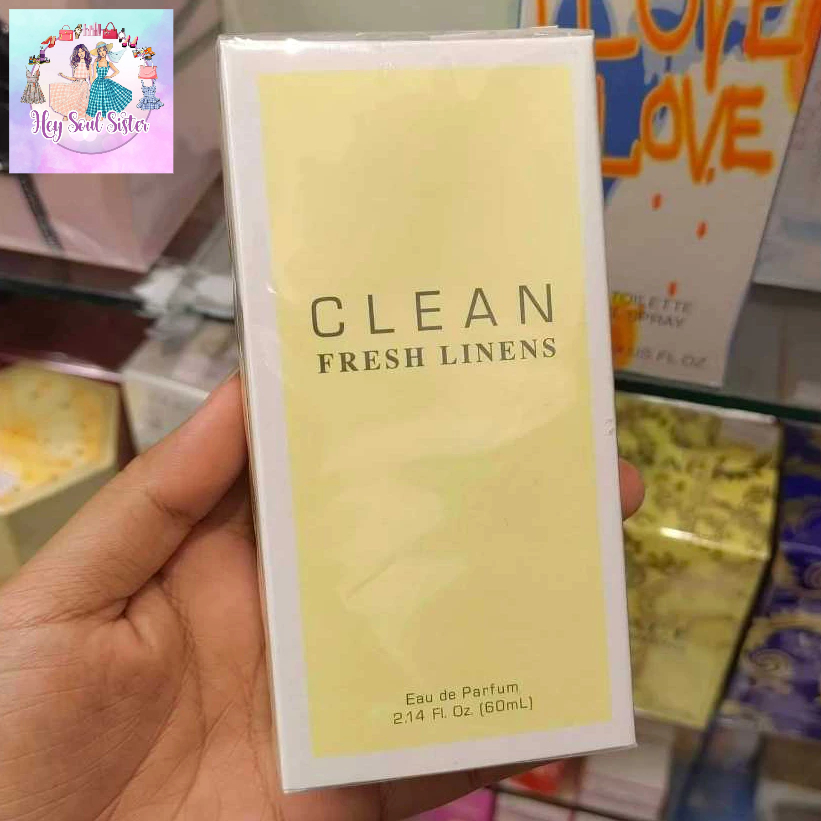 Hey Soul Sister
LOVE
LOVE
CLEAN
FRESH LINENS
TOILETTE
SPRAY
FL OZ
Eau de Parfum
2.14 Fl. Oz. (60mL)